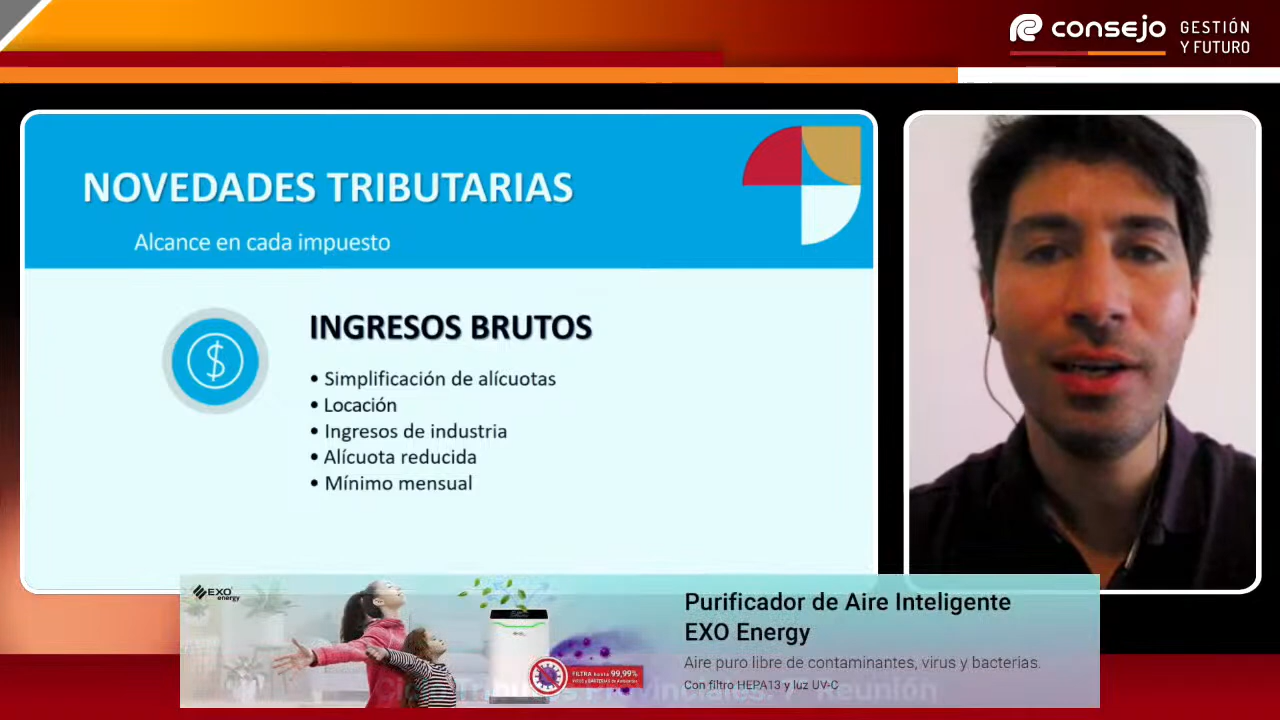 consejo
GESTIÓN
Y FUTURO
NOVEDADES TRIBUTARIAS
Alcance en cada impuesto
$
INGRESOS BRUTOS
• Simplificación de alícuotas
• Locación
• Ingresos de industria
• Alícuota reducida
• Mínimo mensual
EXO
energy
FILTRA hasta 99,99%
Purificador de Aire Inteligente
EXO Energy
Aire puro libre de contaminantes, virus y bacterias.
Con filtro HEPA13 y luz UV-C
Reunión